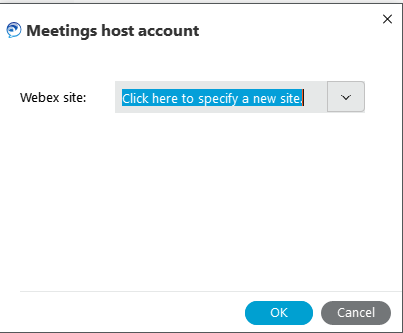 Meetings host account
Webex site: Click here to specify a new site.
OK Cancel